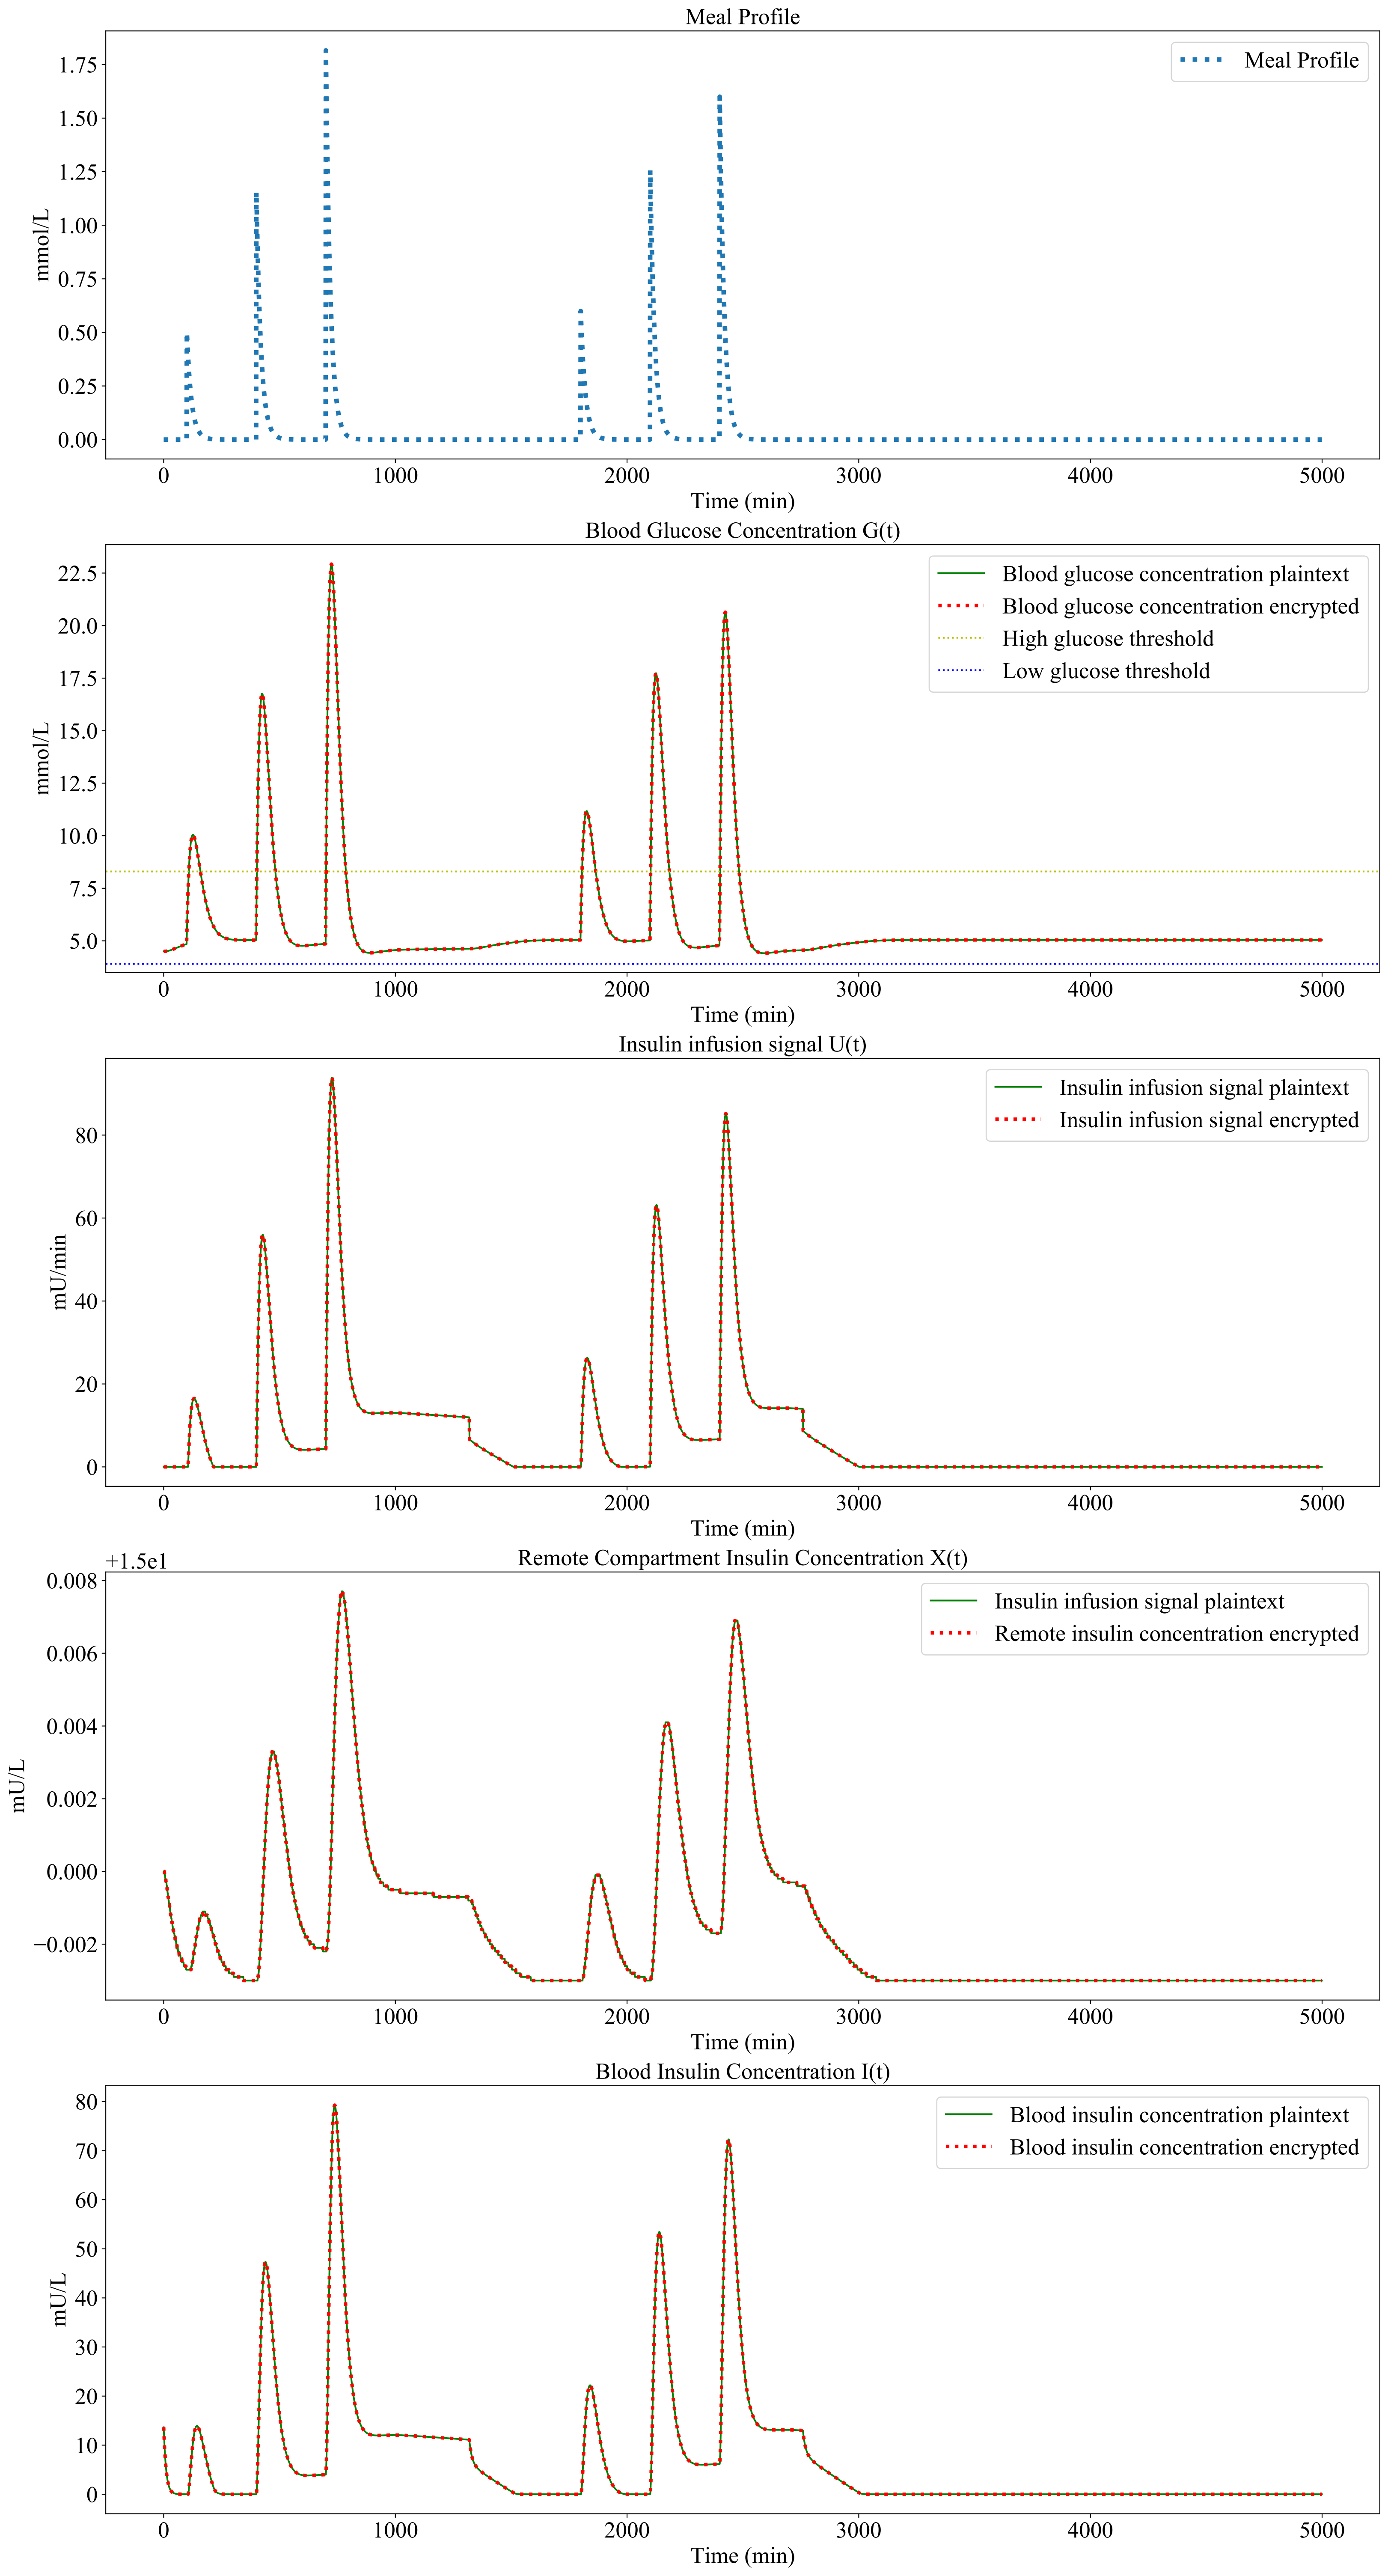 Meal Profile
1.75
1.50
1.25
1.00
0.75
0.50
0.25
0.00
mmol/L
Meal Profile
0 1000 2000 3000 4000 5000
Time (min)
Blood Glucose Concentration G(t)
22.5
20.0
17.5
15.0
12.5
10.0
7.5
5.0
mmol/L
Blood glucose concentration plaintext
Blood glucose concentration encrypted
High glucose threshold
Low glucose threshold
0 1000 2000 3000 4000 5000
Time (min)
Insulin infusion signal U(t)
80
60
40
20
0
mU/min
Insulin infusion signal plaintext
Insulin infusion signal encrypted
0 1000 2000 3000 4000 5000
Time (min)
+1.5e1
Remote Compartment Insulin Concentration X(t)
0.008
0.006
0.004
0.002
0.000
−0.002
mU/L
Insulin infusion signal plaintext
Remote insulin concentration encrypted
0 1000 2000 3000 4000 5000
Time (min)
Blood Insulin Concentration I(t)
80
70
60
50
40
30
20
10
0
mU/L
Blood insulin concentration plaintext
Blood insulin concentration encrypted
0 1000 2000 3000 4000 5000
Time (min)